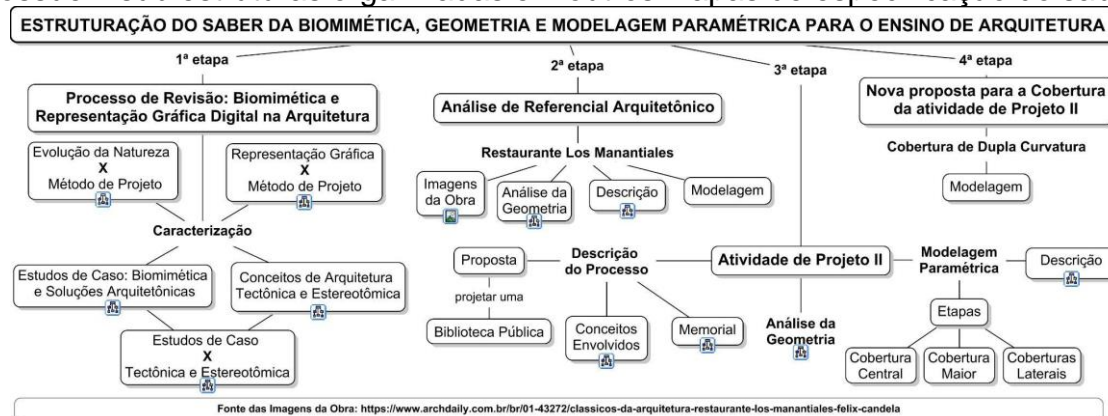 ESTRUTURAÇÃO DO SABER DA BIOMIMÉTICA, GEOMETRIA E MODELAGEM PARAMÉTRICA PARA O ENSINO DE ARQUITETURA
1ª etapa
2ª etapa
3ª etapa
4ª etapa
Processo de Revisão: Biomimética e
Representação Gráfica Digital na Arquitetura
Análise de Referencial Arquitetônico
Nova proposta para a Cobertura
da atividade de Projeto II
Evolução da Natureza
X
Método de Projeto
Representação Gráfica
X
Método de Projeto
Restaurante Los Manantiales
Cobertura de Dupla Curvatura
Imagens
da Obra
Análise da
Geometria
Descrição
Modelagem
Modelagem
Caracterização
Estudos de Caso: Biomimética
e Soluções Arquitetônicas
Conceitos de Arquitetura
Tectônica e Estereotômica
Estudos de Caso
X
Tectônica e Estereotômica
Proposta
projetar uma
Biblioteca Pública
Descrição
do Processo
Conceitos
Envolvidos
Memorial
Atividade de Projeto II
Análise da
Geometria
Modelagem
Paramétrica
Descrição
Etapas
Cobertura
Central
Cobertura
Maior
Coberturas
Laterais
Fonte das Imagens da Obra: https://www.archdaily.com.br/br/01-43272/classicos-da-arquitetura-restaurante-los-manantiales-felix-candela